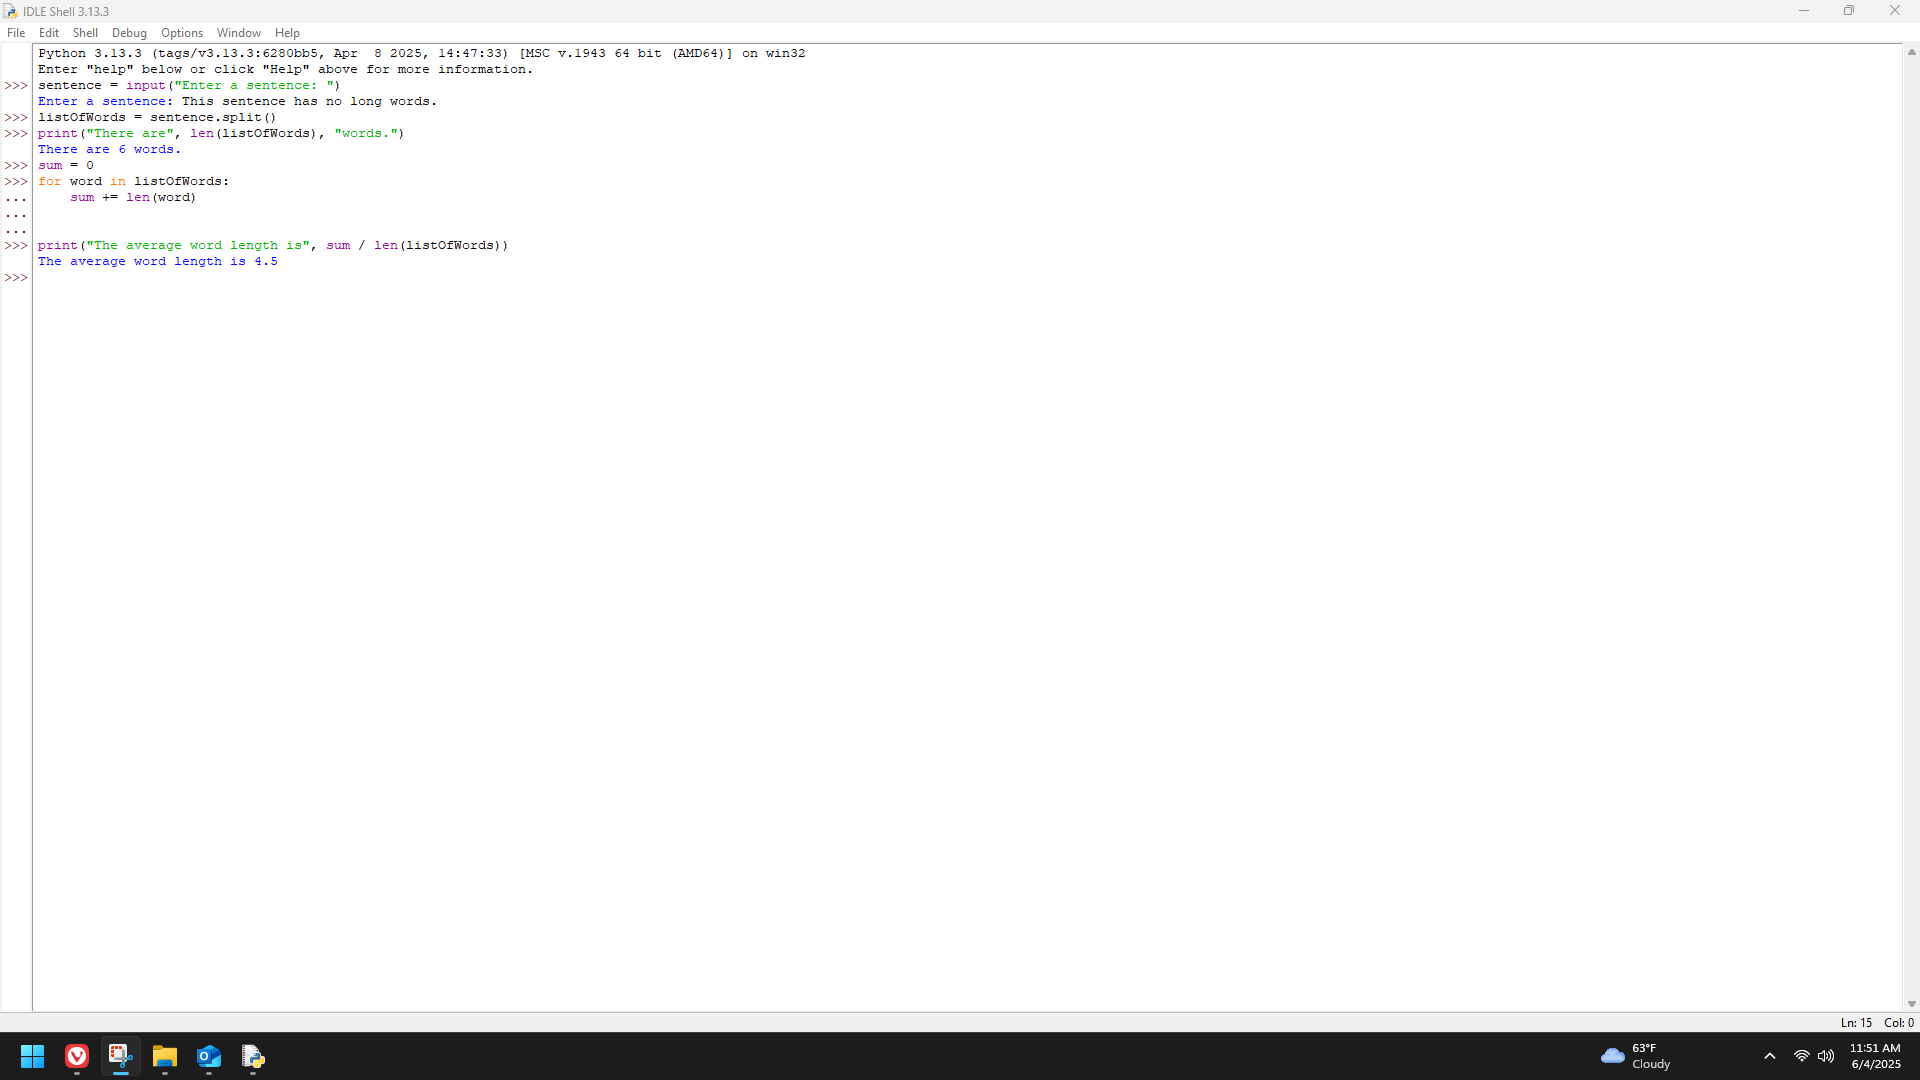 IDLE Shell 3.13.3
File Edit Shell Debug Options Window Help
Python 3.13.3 (tags/v3.13.3:6280bb5, Apr  8 2025, 14:47:33) [MSC v.1943 64 bit (AMD64)] on win32
Enter "help" below or click "Help" above for more information.
>>> sentence = input("Enter a sentence: ")
Enter a sentence: This sentence has no long words.
>>> listOfWords = sentence.split()
>>> print("There are", len(listOfWords), "words.")
There are 6 words.
>>> sum = 0
>>> for word in listOfWords:
...     sum += len(word)
...
...
>>> print("The average word length is", sum / len(listOfWords))
The average word length is 4.5
>>>
Ln: 15 Col: 0
63°F
Cloudy
11:51 AM
6/4/2025